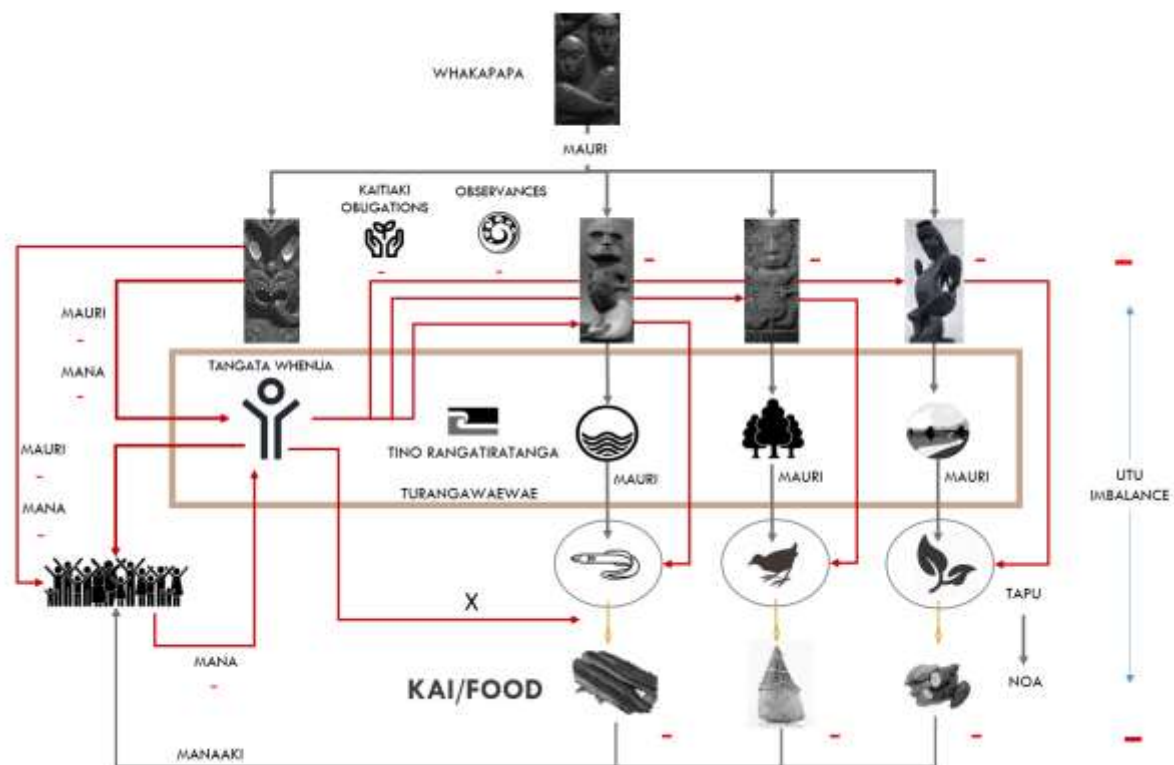 WHAKAPAPA
MAURI
KAITIAKI
OBLIGATIONS
OBSERVANCES
-
-
-
-
-
-
MAURI
-
MANA
-
TANGATA WHENUA
TINO RANGATIRATANGA
MAURI
MAURI
MAURI
TURANGAWAEWAE
UTU
IMBALANCE
MAURI
-
MANA
-
X
TAPU
NOA
MANA
-
KAI/FOOD
-
-
-
-
MANAAKI